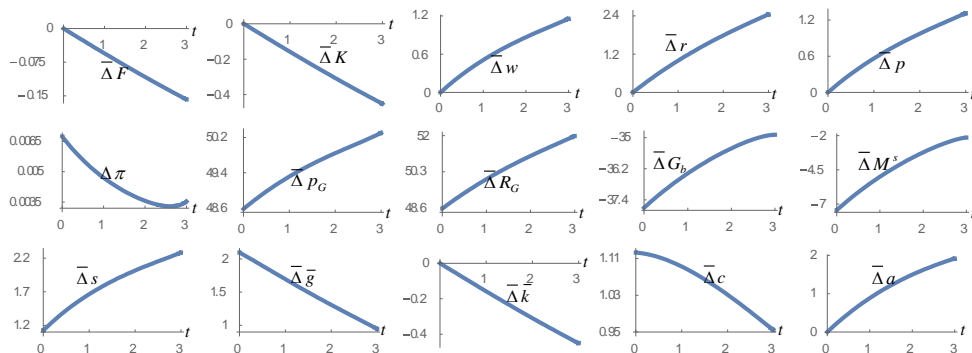 0 1 2 3 t
−0.075
−0.15
Δ̅ F
0 1 2 3 t
−0.2
−0.4
Δ̅ K
1.2
0.6
0
0 1 2 3 t
Δ̅ w
2.4
1.2
0
0 1 2 3 t
Δ̅ r
1.2
0.6
0
0 1 2 3 t
Δ̅ p
0.0065
0.005
0.0035
0 1 2 3 t
Δ π
50.2
49.4
48.6
0 1 2 3 t
Δ̅ p_G
52
50.3
48.6
0 1 2 3 t
Δ̅ R_G
−35
−36.2
−37.4
0 1 2 3 t
Δ̅ G_b
−2
−4.5
−7
0 1 2 3 t
Δ̅ M^s
2.2
1.7
1.2
0 1 2 3 t
Δ̅ s
2
1.5
1
0 1 2 3 t
Δ̅ g̅
0 1 2 3 t
−0.2
−0.4
Δ̅ k̅
1.11
1.03
0.95
0 1 2 3 t
Δ̅ c
2
1
0
0 1 2 3 t
Δ̅ a